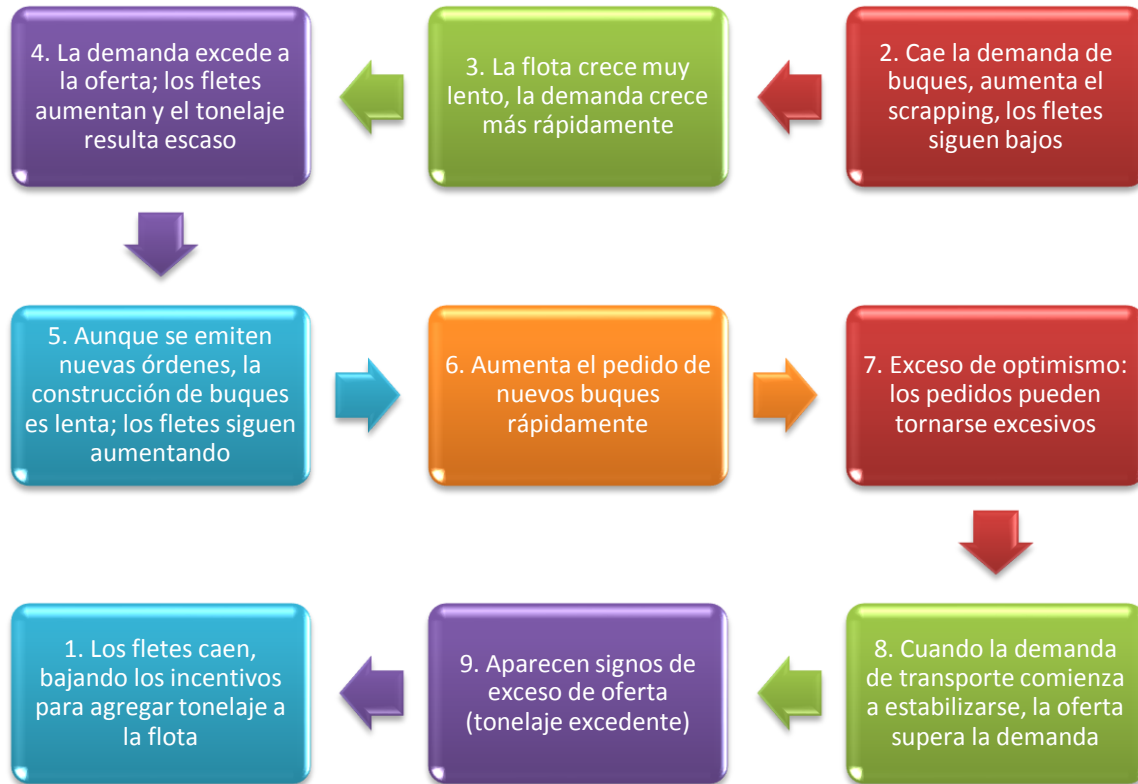 4. La demanda excede a
la oferta; los fletes
aumentan y el tonelaje
resulta escaso
3. La flota crece muy
lento, la demanda crece
más rápidamente
2. Cae la demanda de
buques, aumenta el
scrapping, los fletes
siguen bajos
5. Aunque se emiten
nuevas órdenes, la
construcción de buques
es lenta; los fletes siguen
aumentando
6. Aumenta el pedido de
nuevos buques
rápidamente
7. Exceso de optimismo:
los pedidos pueden
tornarse excesivos
1. Los fletes caen,
bajando los incentivos
para agregar tonelaje a
la flota
9. Aparecen signos de
exceso de oferta
(tonelaje excedente)
8. Cuando la demanda
de transporte comienza
a estabilizarse, la oferta
supera la demanda